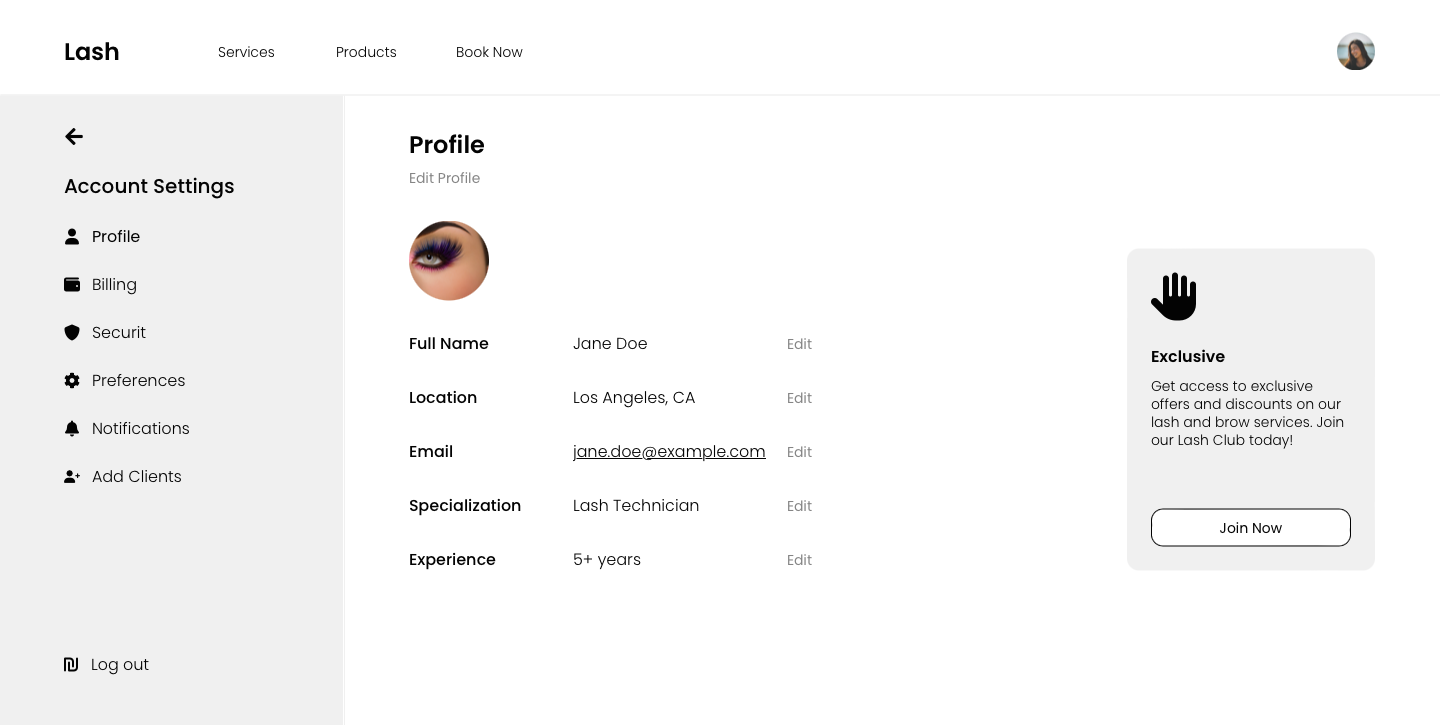 Lash
Services
Products
Book Now
Account Settings
Profile
Billing
Securit
Preferences
Notifications
Add Clients
Log out
Profile
Edit Profile
Full Name Jane Doe Edit
Location Los Angeles, CA Edit
Email jane.doe@example.com Edit
Specialization Lash Technician Edit
Experience 5+ years Edit
Exclusive
Get access to exclusive
offers and discounts on our
lash and brow services. Join
our Lash Club today!
Join Now